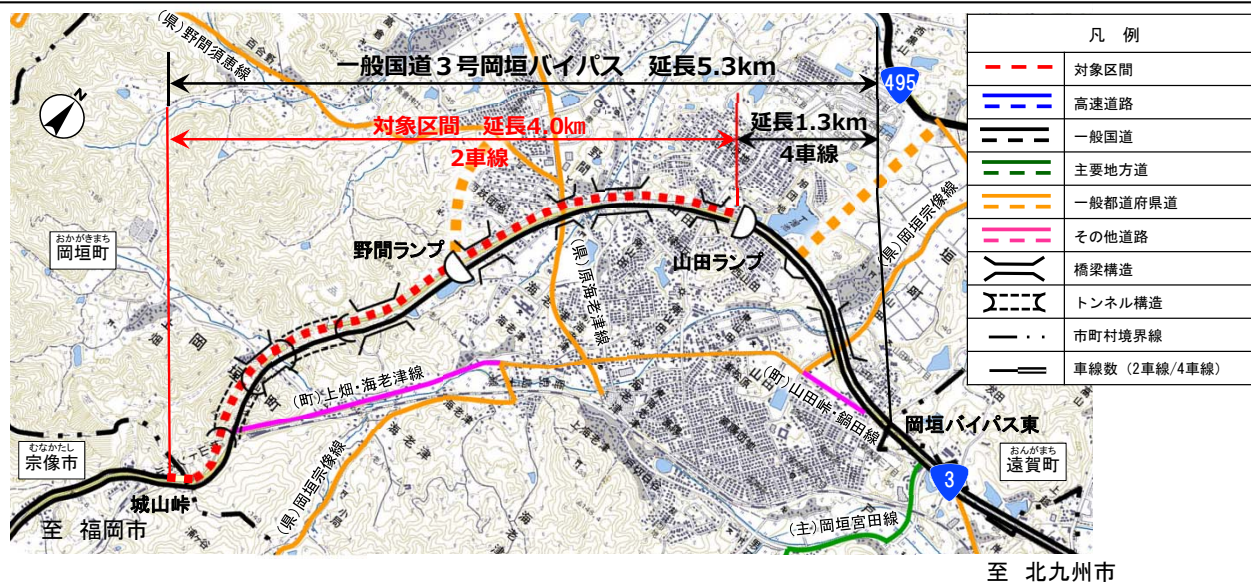 一般国道３号岡垣バイパス　延長5.3km
対象区間　延長4.0㎞
2車線
延長1.3km
4車線
(県)野間須恵線
百合野
N
495
おかがきまち
岡垣町
野間ランプ
山田ランプ
(県)岡垣宗像線
(県)原海老津線
(町)上畑・海老津線
(町)山田峠・鍋田線
岡垣バイパス東
むなかたし
宗像市
城山峠
至　福岡市
(県)岡垣宗像線
おんがまち
遠賀町
3
(主)岡垣宮田線
至　北九州市
凡　例
対象区間
高速道路
一般国道
主要地方道
一般都道府県道
その他道路
橋梁構造
トンネル構造
市町村境界線
車線数（2車線/4車線）